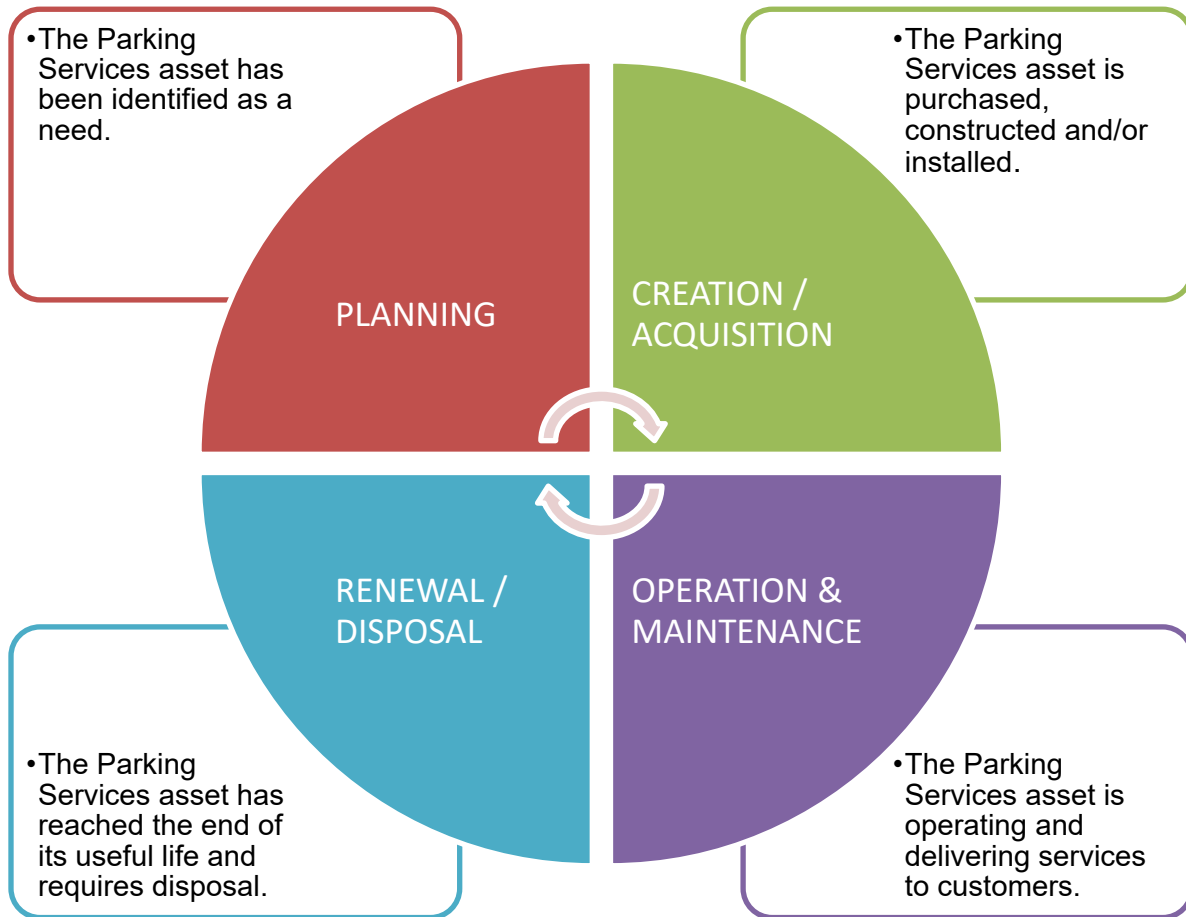 •The Parking
Services asset has
been identified as a
need.
•The Parking
Services asset is
purchased,
constructed and/or
installed.
PLANNING
CREATION /
ACQUISITION
RENEWAL /
DISPOSAL
OPERATION &
MAINTENANCE
•The Parking
Services asset has
reached the end of
its useful life and
requires disposal.
•The Parking
Services asset is
operating and
delivering services
to customers.